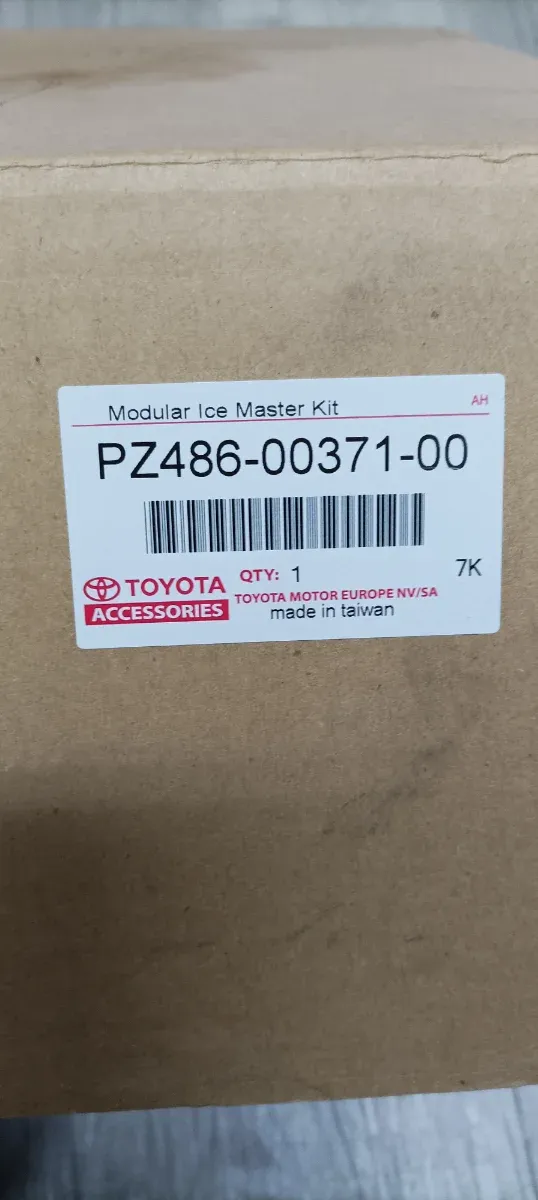 Modular Ice Master Kit
AH
PZ486-00371-00
TOYOTA
ACCESSORIES
QTY: 1
7K
TOYOTA MOTOR EUROPE NV/SA
made in taiwan